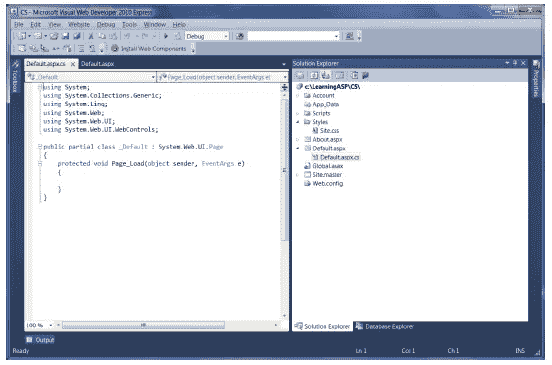 CS - Microsoft Visual Web Developer 2010 Express
File Edit View Website Debug Tools Window Help
Debug
Install Web Components
Default.aspx.cs × Default.aspx
_Default
Page_Load(object sender, EventArgs e)
using System;
using System.Collections.Generic;
using System.Linq;
using System.Web;
using System.Web.UI;
using System.Web.UI.WebControls;
public partial class _Default : System.Web.UI.Page
{
protected void Page_Load(object sender, EventArgs e)
{
}
}
100 %
Toolbox
Solution Explorer
C:\LearningASP\CS\
Account
App_Data
Scripts
Styles
Site.css
About.aspx
Default.aspx
Default.aspx.cs
Global.asax
Site.master
Web.config
Properties
Solution Explorer Database Explorer
Output
Ready Ln 1 Col 1 Ch 1 INS